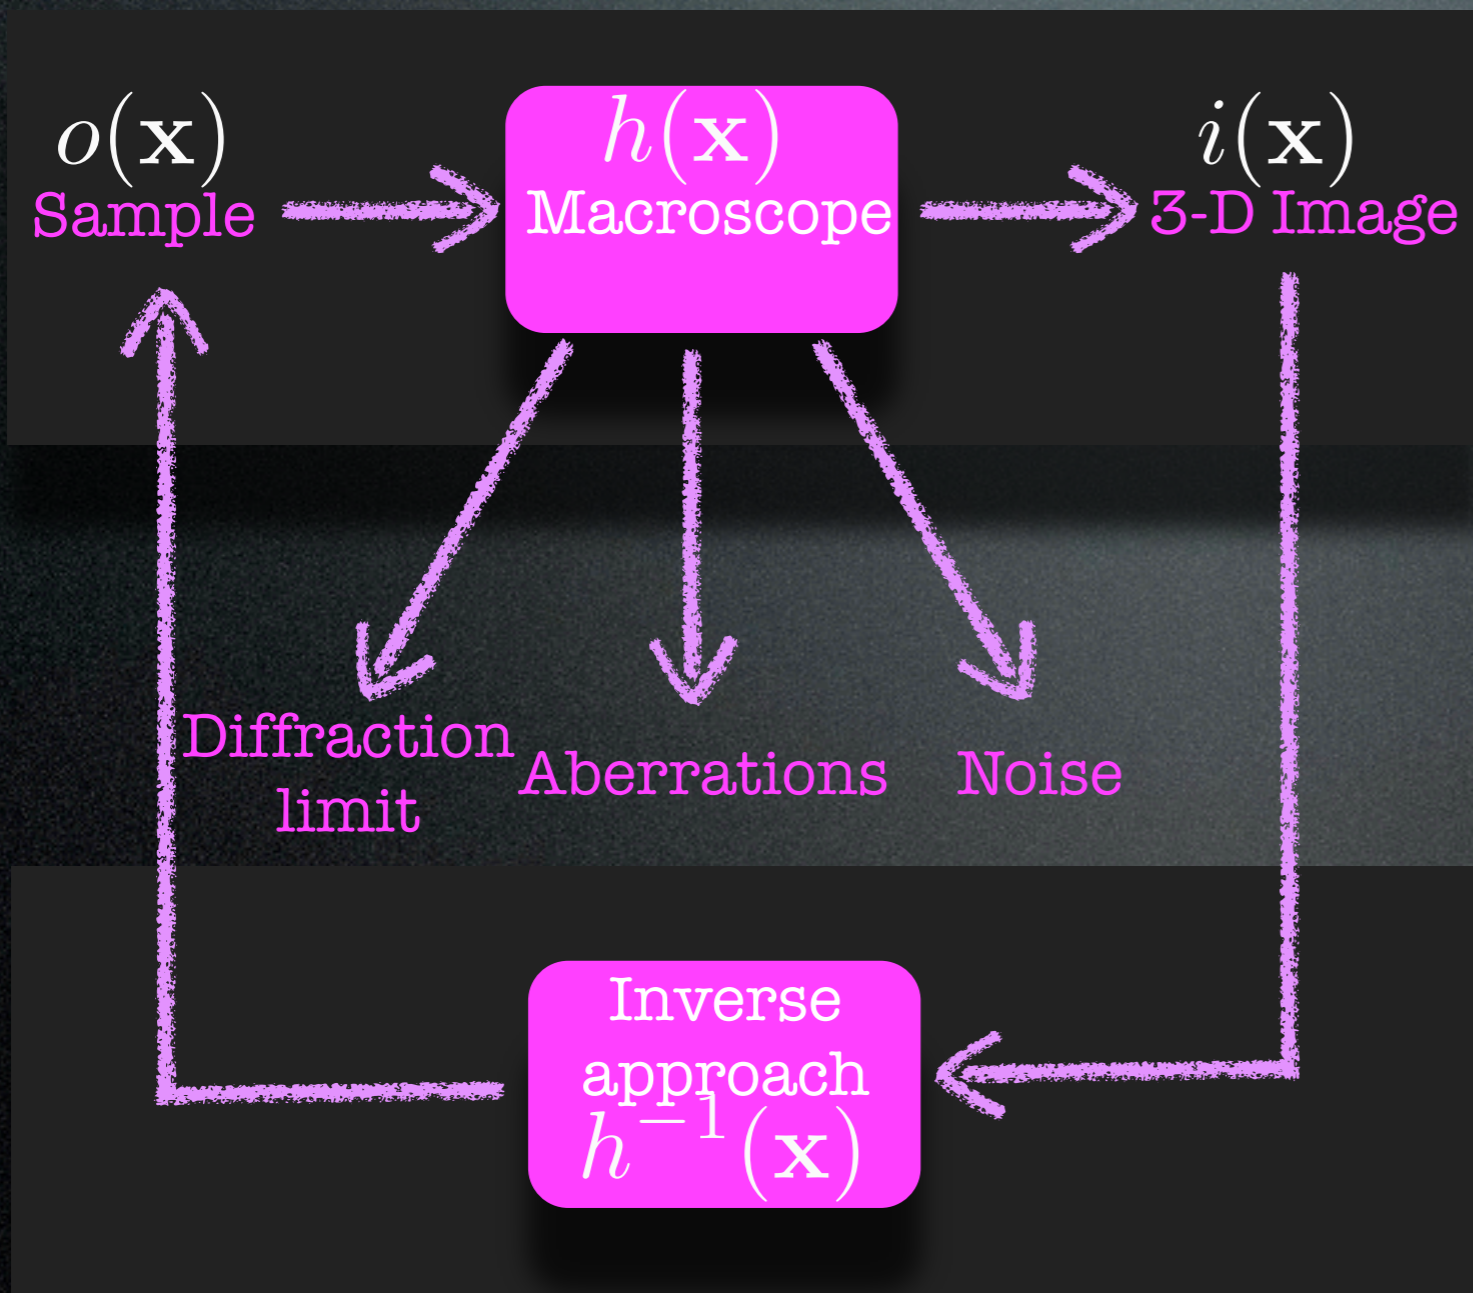 o(x)
Sample
h(x)
Macroscope
i(x)
3-D Image
Diffraction
limit
Aberrations
Noise
Inverse
approach
h⁻¹(x)